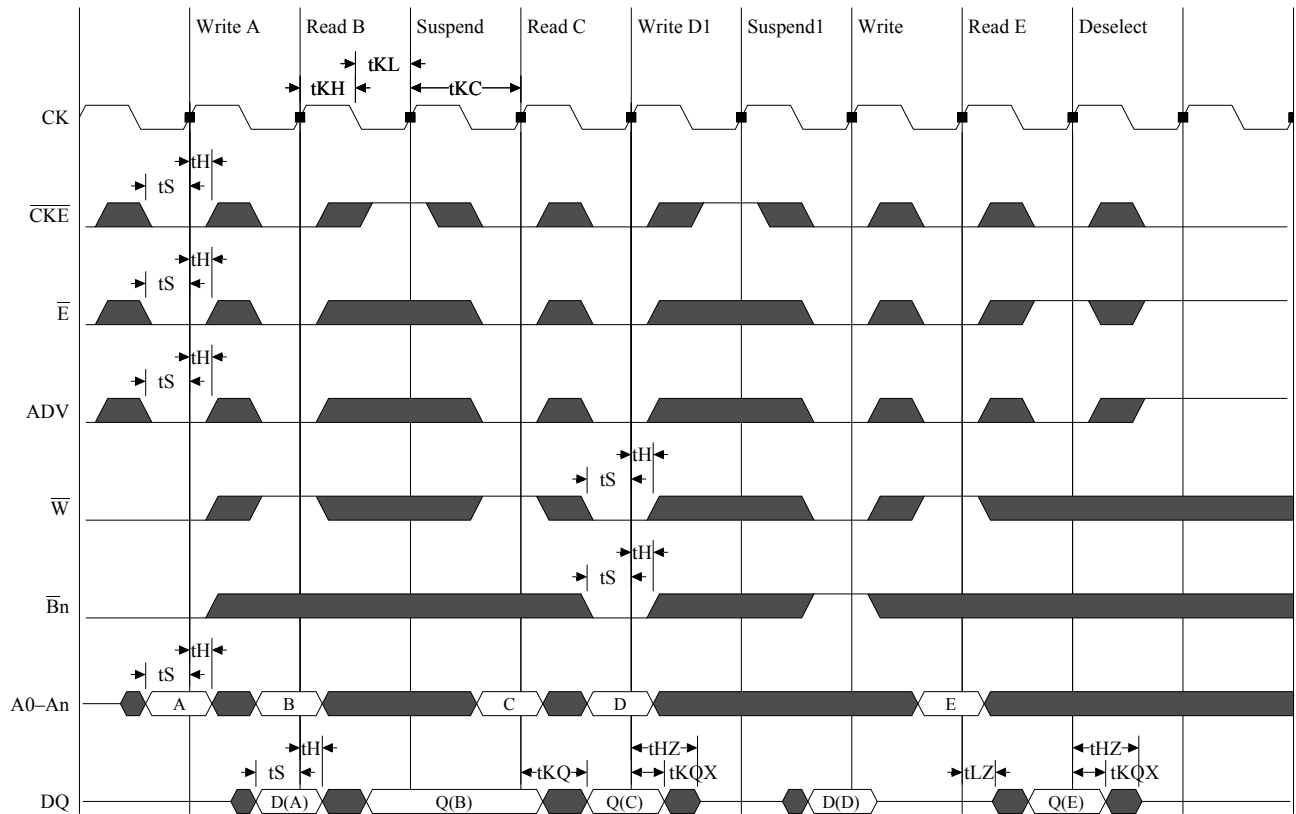 Write A Read B Suspend Read C Write D1 Suspend1 Write Read E Deselect
tKL
tKH tKC
CK
tH
tS
CKE
tH
tS
E
tH
tS
ADV
tH
tS
W
tH
tS
Bn
tH
tS
A0–An A B C D E
tH tHZ tHZ
tS tKQ tKQX tLZ tKQX
DQ D(A) Q(B) Q(C) D(D) Q(E)